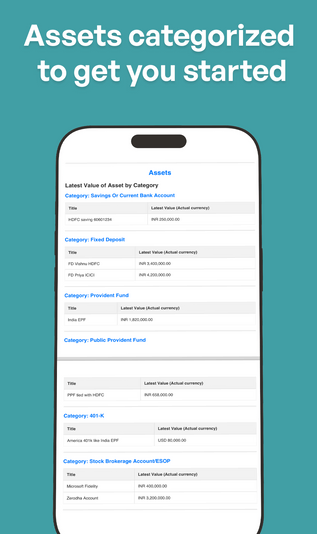 Assets categorized
to get you started
Assets
Latest Value of Asset by Category
Category: Savings Or Current Bank Account
Title Latest Value (Actual currency)
HDFC saving 80601234 INR 250,000.00
Category: Fixed Deposit
Title Latest Value (Actual currency)
FD Vishnu HDFC INR 3,400,000.00
FD Priya ICICI INR 4,200,000.00
Category: Provident Fund
Title Latest Value (Actual currency)
India EPF INR 1,800,000.00
Category: Public Provident Fund
Title Latest Value (Actual currency)
PPF with HDFC INR 658,000.00
Category: 401-K
Title Latest Value (Actual currency)
America 401k like India EPF USD 60,000.00
Category: Stock Brokerage Account/ESOP
Title Latest Value (Actual currency)
Microsoft Fidelity INR 400,000.00
Zerodha Account INR 3,200,000.00